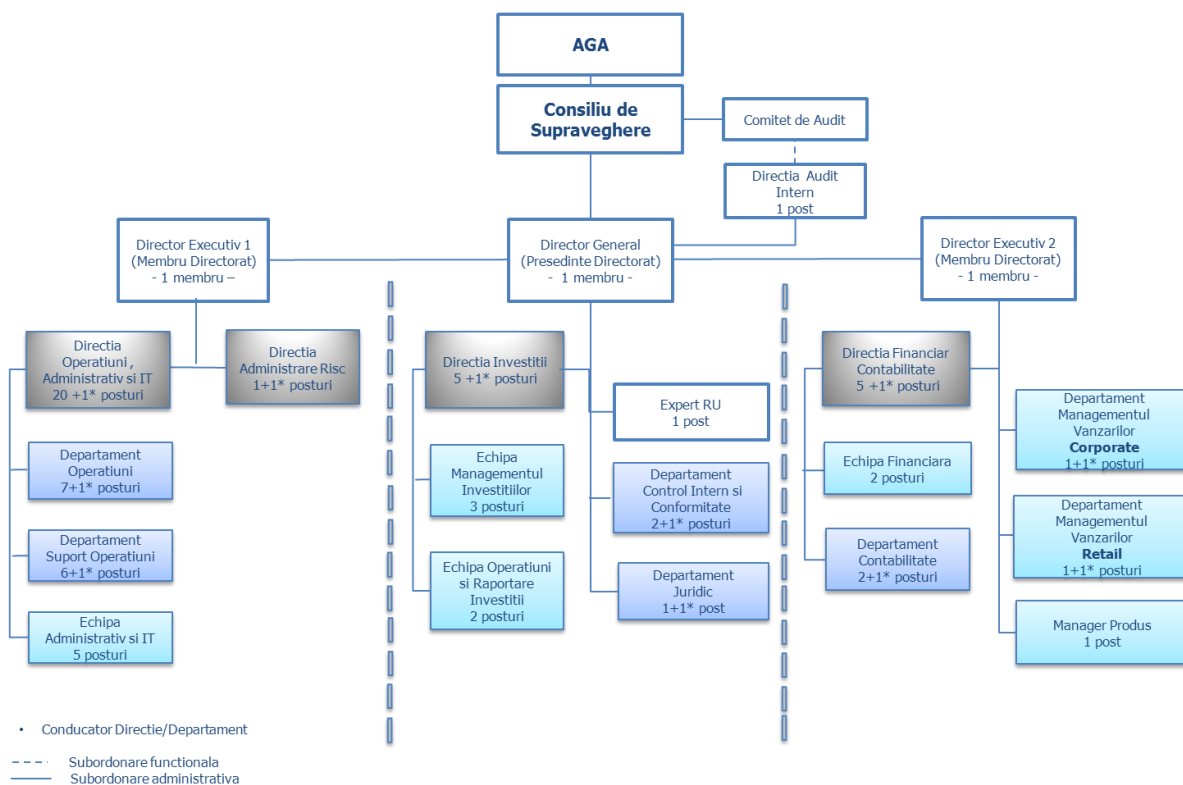 AGA
Consiliu de
Supraveghere
Comitet de Audit
Directia Audit
Intern
1 post
Director Executiv 1
(Membru Directorat)
- 1 membru –
Director General
(Presedinte Directorat)
- 1 membru -
Director Executiv 2
(Membru Directorat)
- 1 membru -
Directia
Operatiuni ,
Administrativ si IT
20 +1* posturi
Directia
Administrare Risc
1+1* posturi
Departament
Operatiuni
7+1* posturi
Departament
Suport Operatiuni
6+1* posturi
Echipa
Administrativ si IT
5 posturi
Directia Investitii
5 +1* posturi
Expert RU
1 post
Echipa
Managementul
Investitiilor
3 posturi
Departament
Control Intern si
Conformitate
2+1* posturi
Echipa Operatiuni
si Raportare
Investitii
2 posturi
Departament
Juridic
1+1* post
Directia Financiar
Contabilitate
5 +1* posturi
Echipa Financiara
2 posturi
Departament
Contabilitate
2+1* posturi
Departament
Managementul
Vanzarilor
Corporate
1+1* posturi
Departament
Managementul
Vanzarilor
Retail
1+1* posturi
Manager Produs
1 post
• Conducator Directie/Departament
Subordonare functionala
Subordonare administrativa